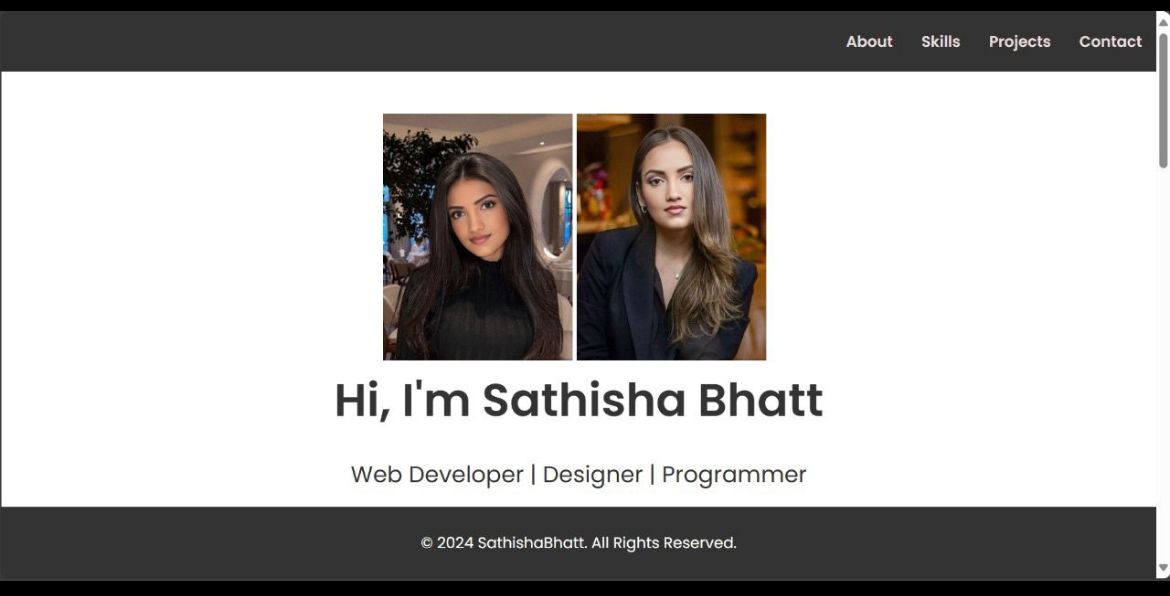 About Skills Projects Contact
Hi, I'm Sathisha Bhatt
Web Developer | Designer | Programmer
© 2024 SathishaBhatt. All Rights Reserved.